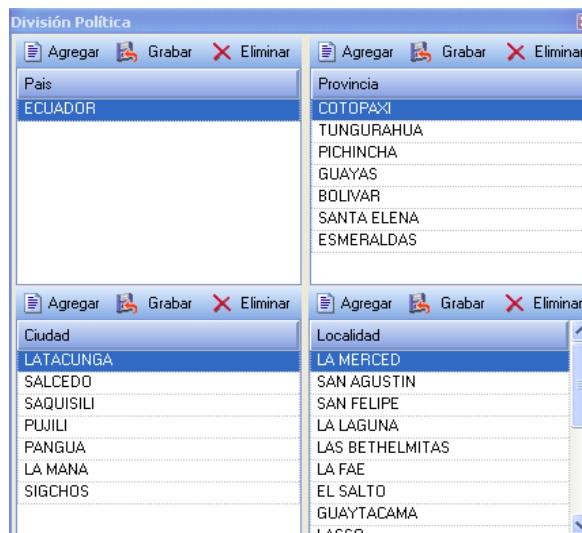 División Política
Agregar Grabar Eliminar
Pais
ECUADOR
Agregar Grabar Eliminar
Provincia
COTOPAXI
TUNGURAHUA
PICHINCHA
GUAYAS
BOLIVAR
SANTA ELENA
ESMERALDAS
Agregar Grabar Eliminar
Ciudad
LATACUNGA
SALCEDO
SAQUISILI
PUJILI
PANGUA
LA MANA
SIGCHOS
Agregar Grabar Eliminar
Localidad
LA MERCED
SAN AGUSTIN
SAN FELIPE
LA LAGUNA
LAS BETHELMITAS
LA FAE
EL SALTO
GUAYTACAMA
LASSO